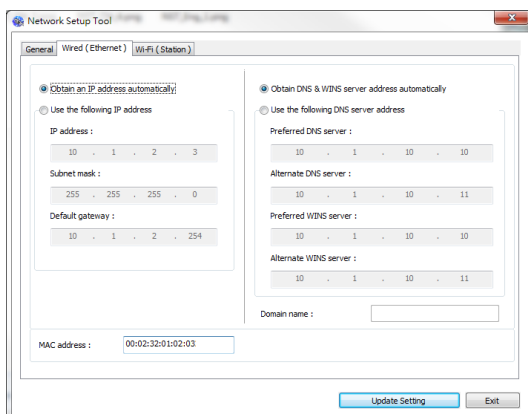 Network Setup Tool
General
Wired ( Ethernet )
Wi-Fi ( Station )
Obtain an IP address automatically
Use the following IP address
IP address :
10 . 1 . 2 . 3
Subnet mask :
255 . 255 . 255 . 0
Default gateway :
10 . 1 . 2 . 254
Obtain DNS & WINS server address automatically
Use the following DNS server address
Preferred DNS server :
10 . 1 . 10 . 10
Alternate DNS server :
10 . 1 . 10 . 11
Preferred WINS server :
10 . 1 . 10 . 10
Alternate WINS server :
10 . 1 . 10 . 11
Domain name :
MAC address :
00:02:32:01:02:03
Update Setting
Exit